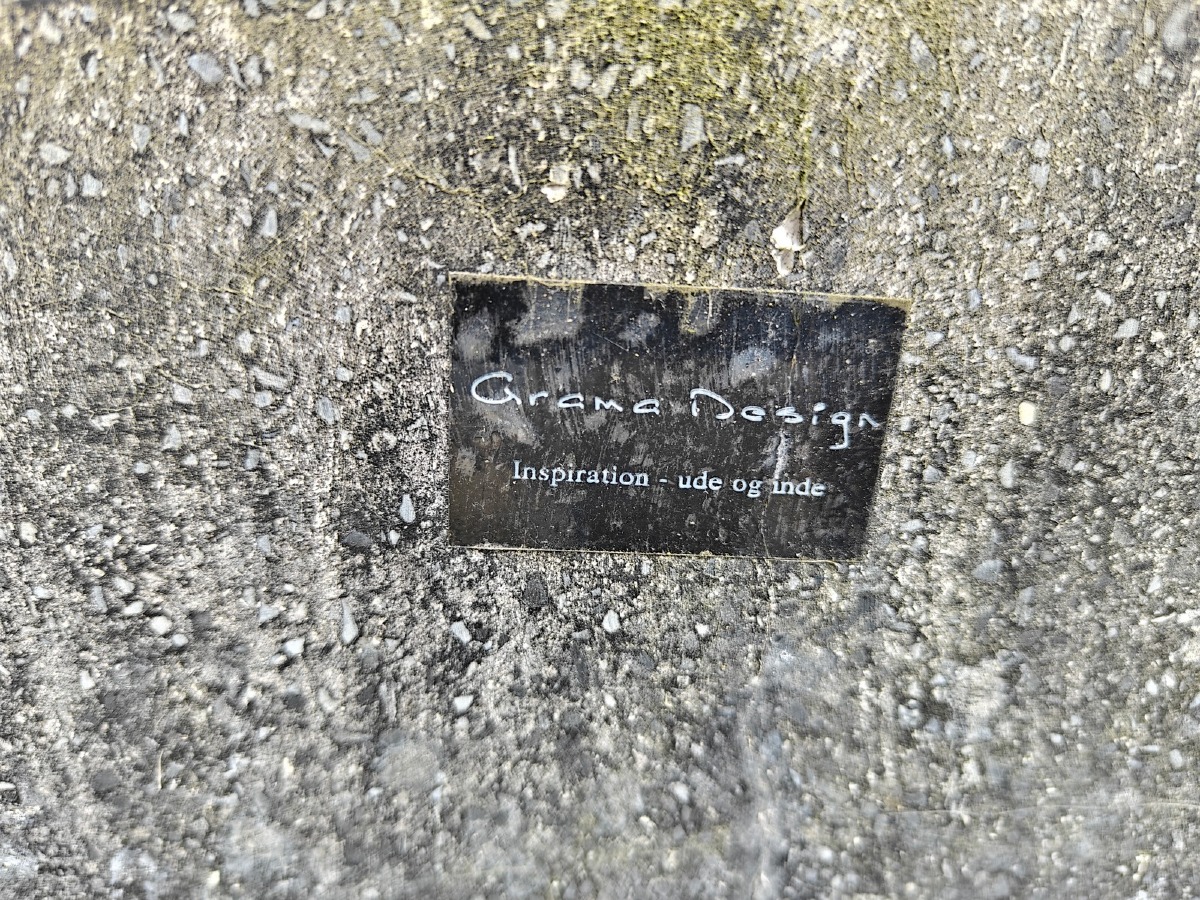 Grama Design
Inspiration - ude og inde